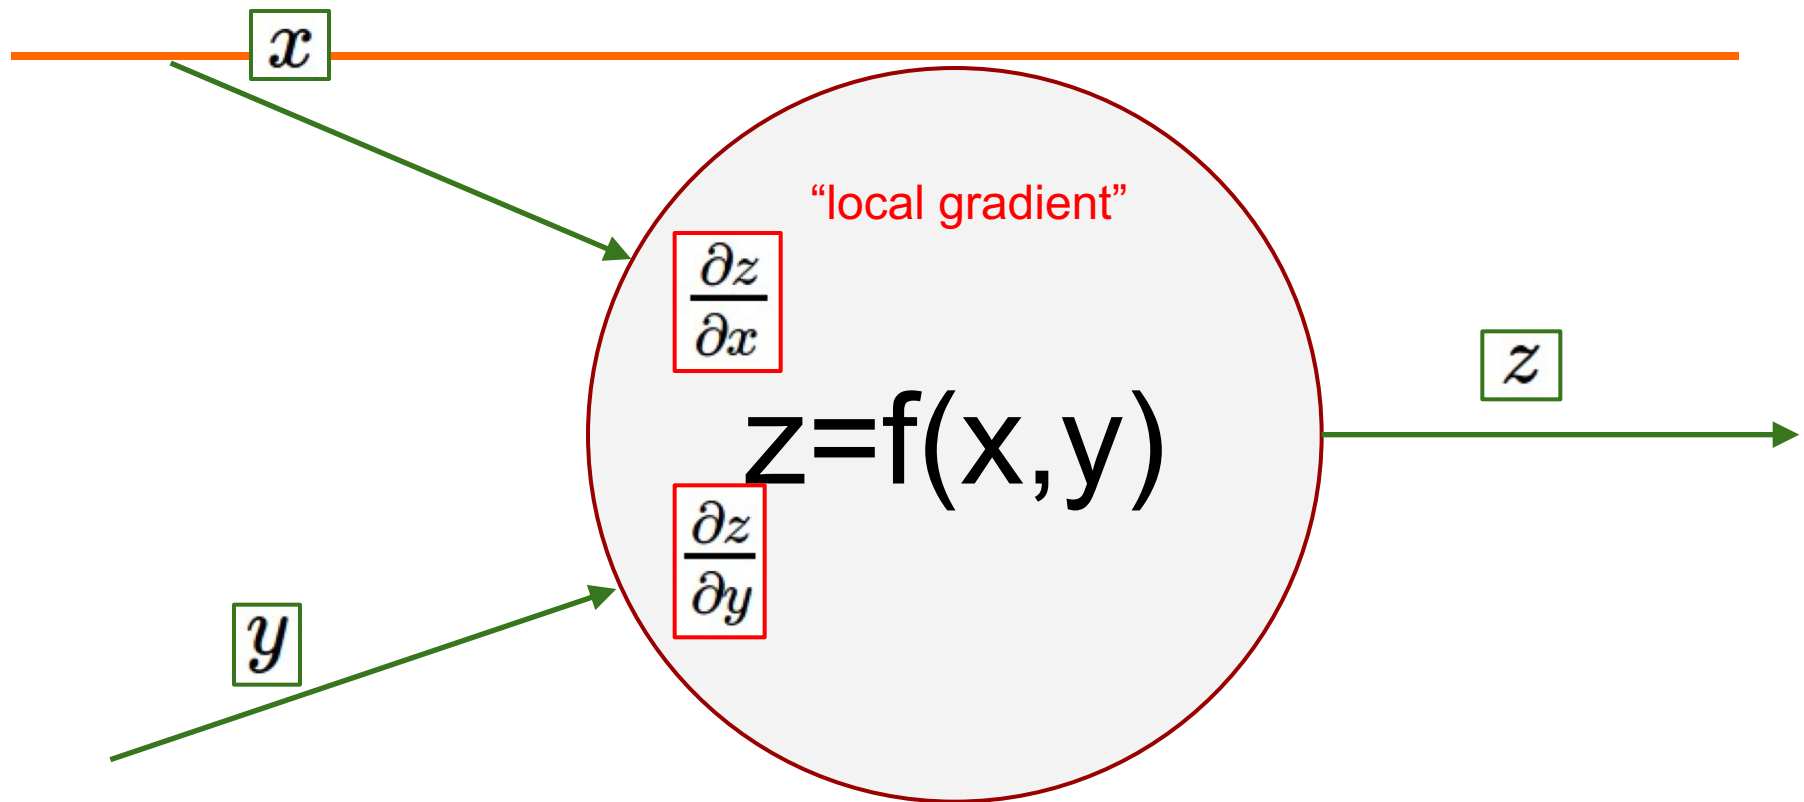 x
“local gradient”
∂z
∂x
z
z=f(x,y)
∂z
∂y
y